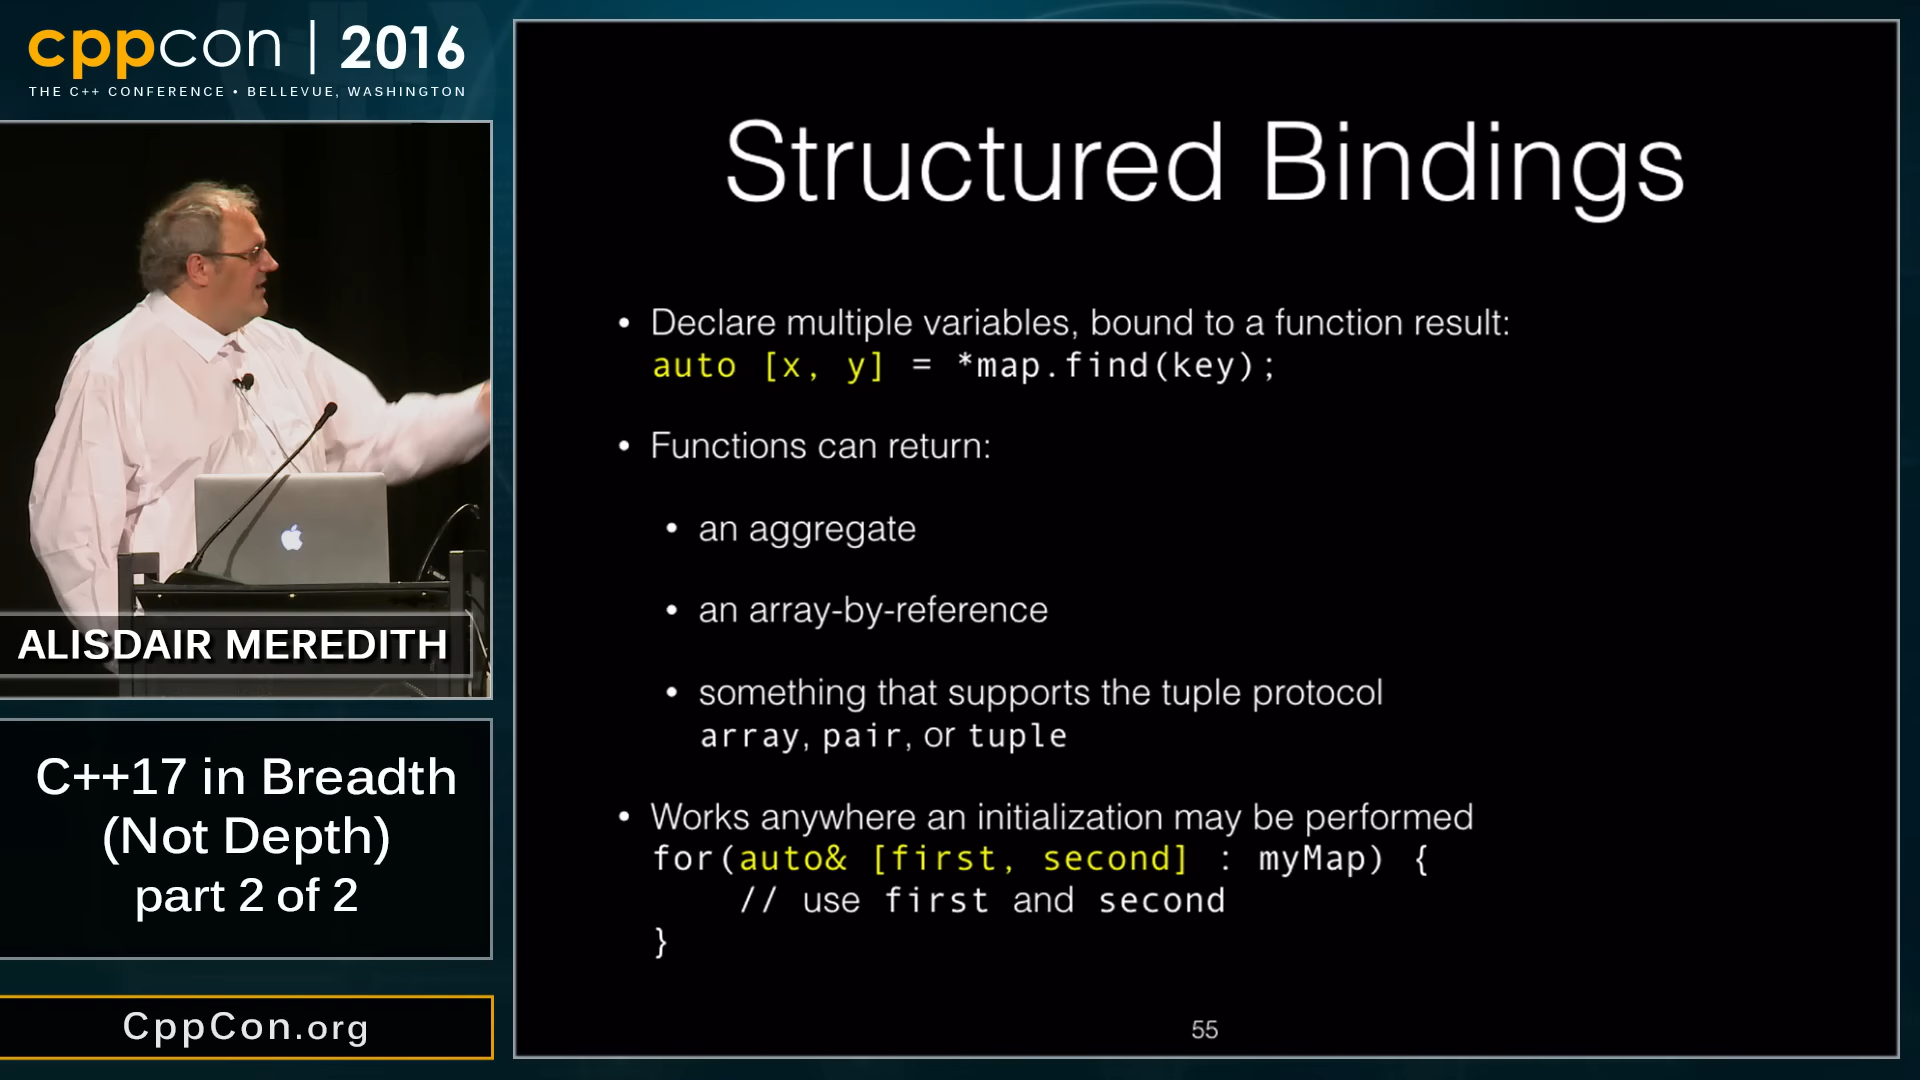 cppcon | 2016
THE C++ CONFERENCE • BELLEVUE, WASHINGTON
ALISDAIR MEREDITH
C++17 in Breadth
(Not Depth)
part 2 of 2
CppCon.org
Structured Bindings
• Declare multiple variables, bound to a function result:
auto [x, y] = *map.find(key);
• Functions can return:
• an aggregate
• an array-by-reference
• something that supports the tuple protocol
array, pair, or tuple
• Works anywhere an initialization may be performed
for(auto& [first, second] : myMap) {
// use first and second
}
55